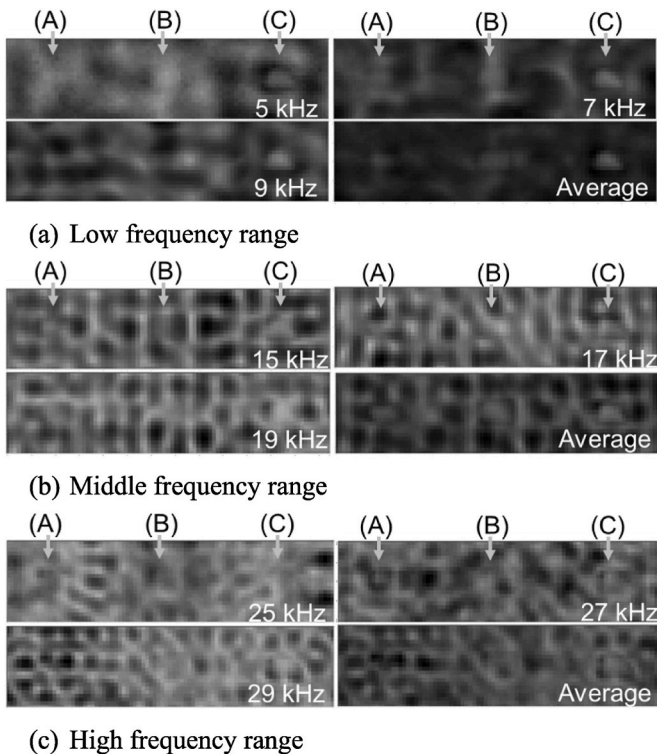 (A) (B) (C) (A) (B) (C)
5 kHz 7 kHz
9 kHz Average
(a) Low frequency range
(A) (B) (C) (A) (B) (C)
15 kHz 17 kHz
19 kHz Average
(b) Middle frequency range
(A) (B) (C) (A) (B) (C)
25 kHz 27 kHz
29 kHz Average
(c) High frequency range